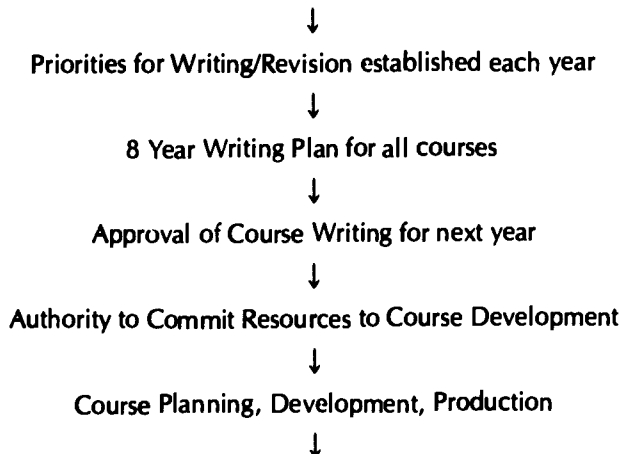 ↓
Priorities for Writing/Revision established each year
↓
8 Year Writing Plan for all courses
↓
Approval of Course Writing for next year
↓
Authority to Commit Resources to Course Development
↓
Course Planning, Development, Production
↓